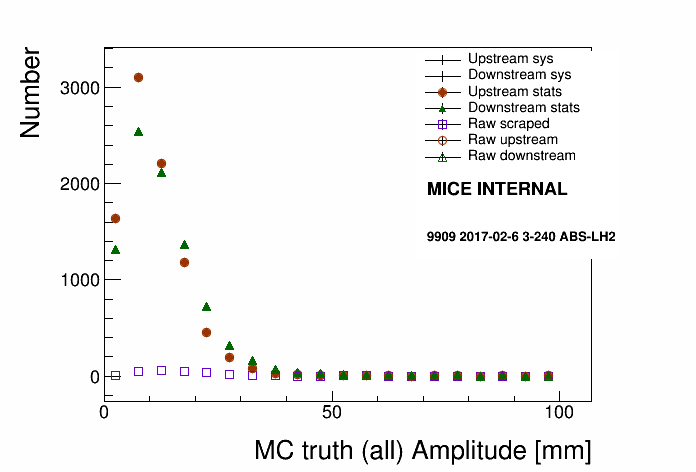 Number
3000
2000
1000
0
0
50
100
MC truth (all) Amplitude [mm]
Upstream sys
Downstream sys
Upstream stats
Downstream stats
Raw scraped
Raw upstream
Raw downstream
MICE INTERNAL
9909 2017-02-6 3-240 ABS-LH2